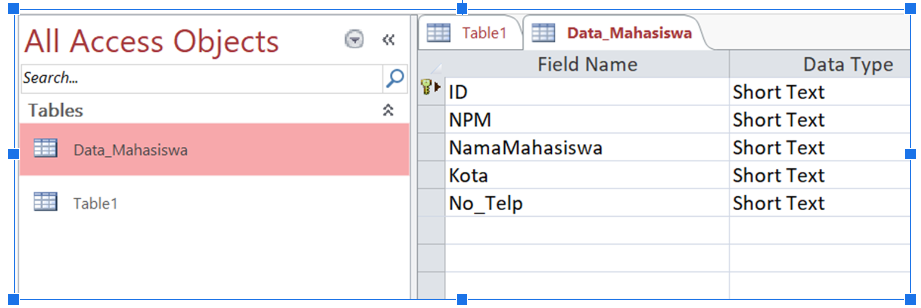 All Access Objects
Search...
Tables
Data_Mahasiswa
Table1
Table1 Data_Mahasiswa
Field Name Data Type
ID Short Text
NPM Short Text
NamaMahasiswa Short Text
Kota Short Text
No_Telp Short Text